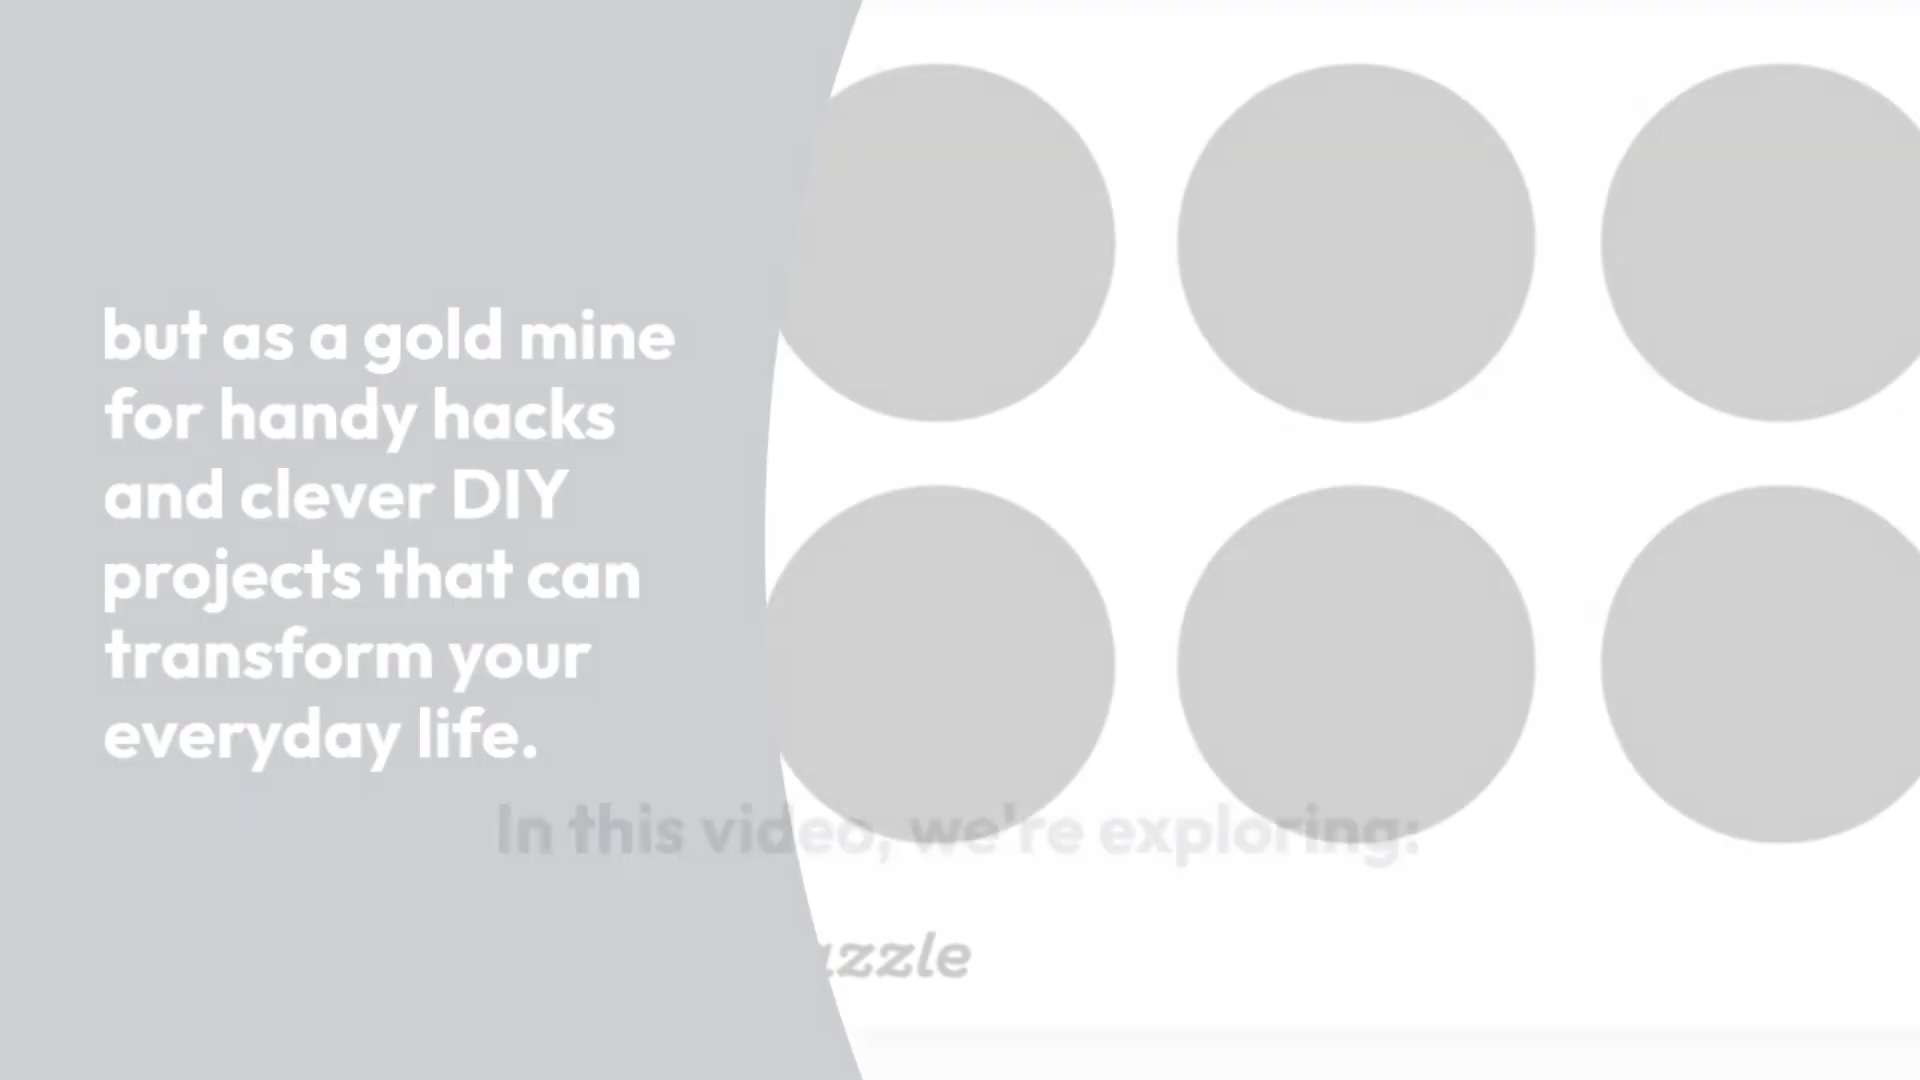 but as a gold mine
for handy hacks
and clever DIY
projects that can
transform your
everyday life.
In this video, we're exploring: